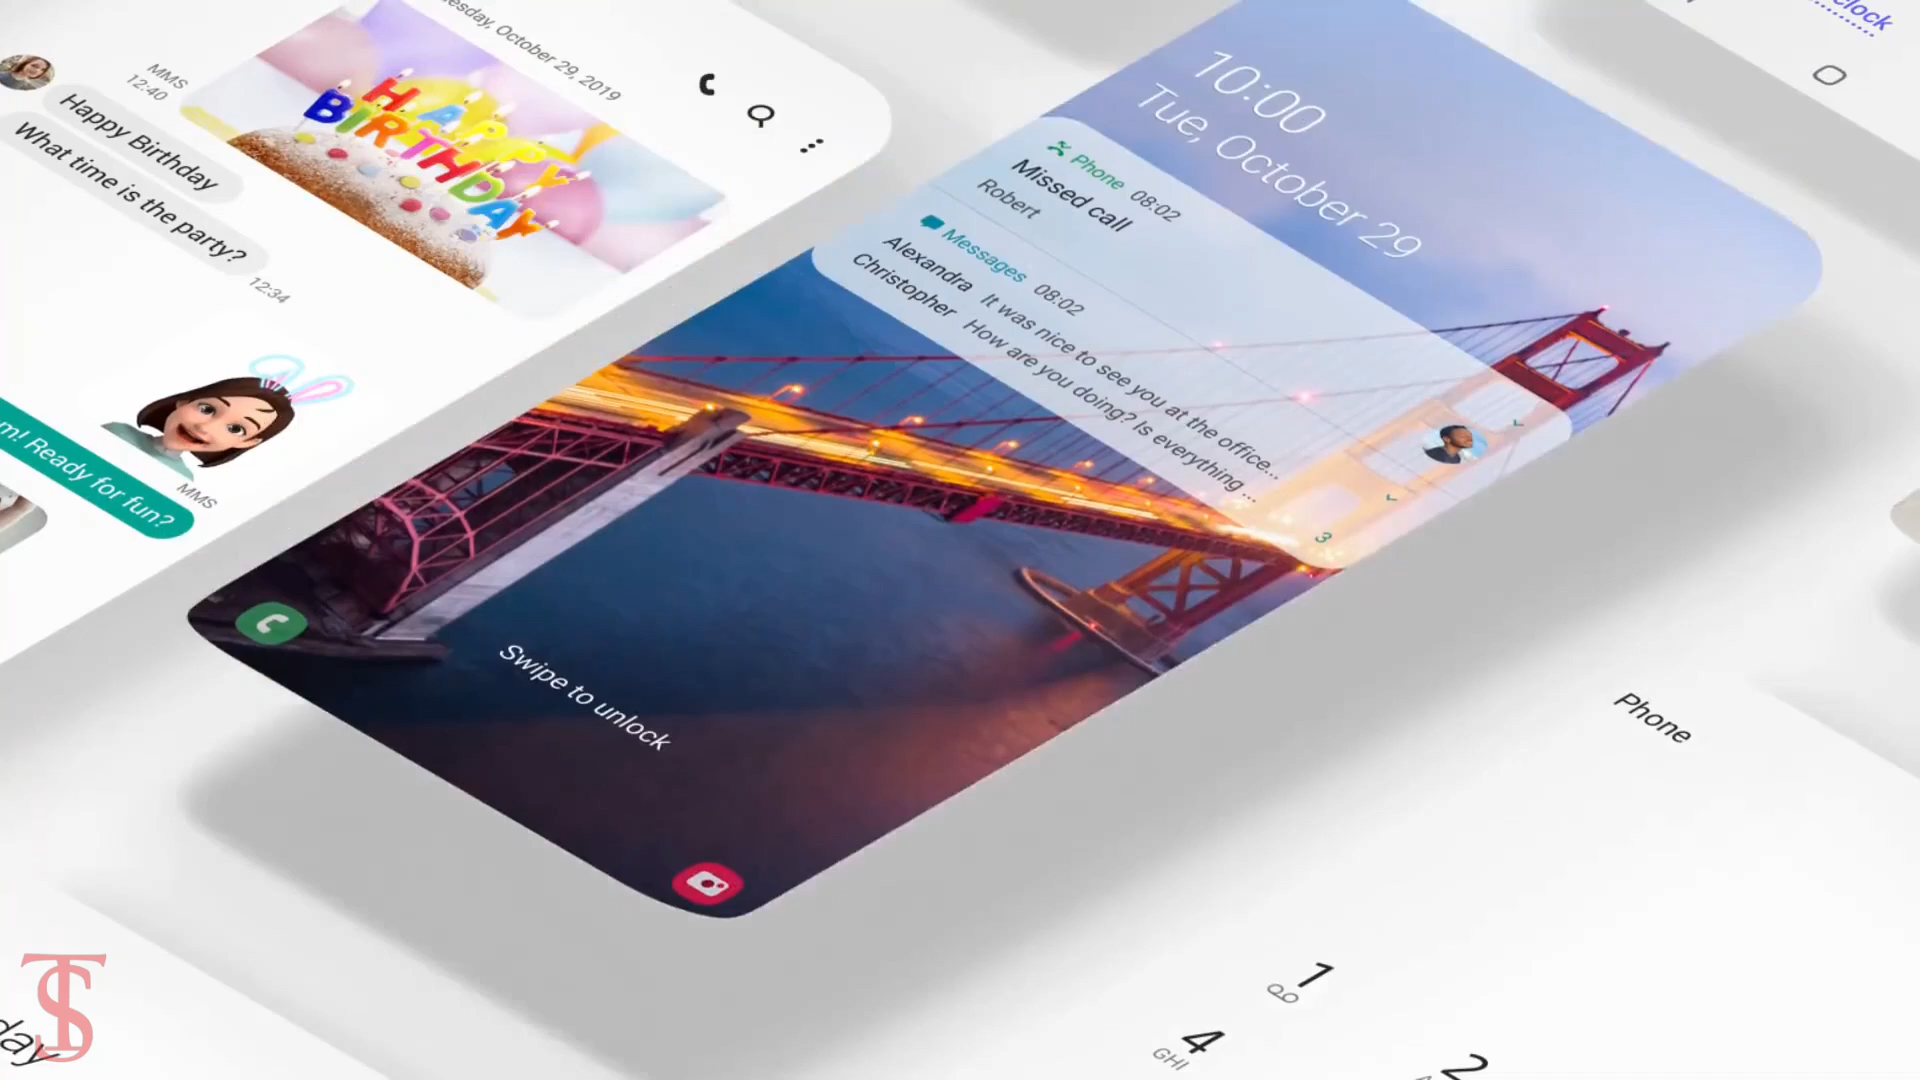 esday, October 29, 2019
MMS
12:40
HAPPY
BIRTHDAY
Happy Birthday
What time is the party?
12:34
m! Ready for fun?
MMS
10:00
Tue, October 29
Phone 08:02
Missed call
Robert
Messages 08:02
Alexandra It was nice to see you at the office...
Christopher How are you doing? Is everything ...
3
Swipe to unlock
clock
Phone
1
4
GHI
2
day
TS